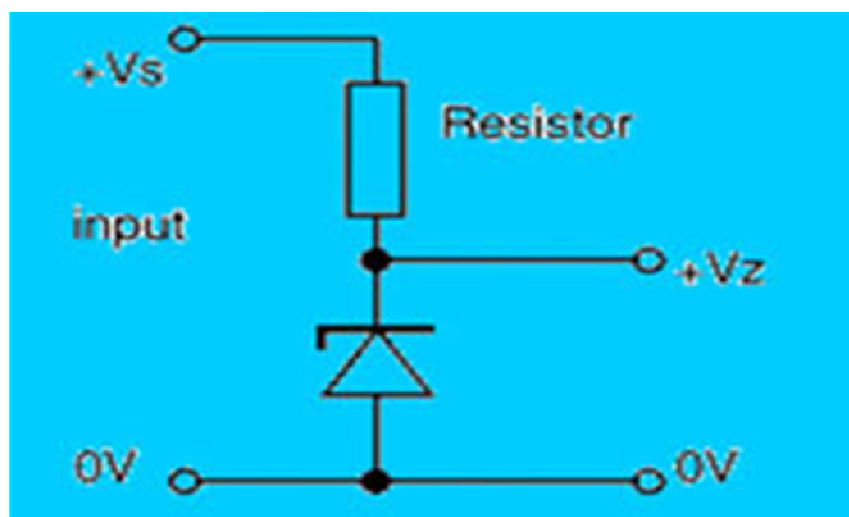 +Vs
Resistor
input
+Vz
0V
0V